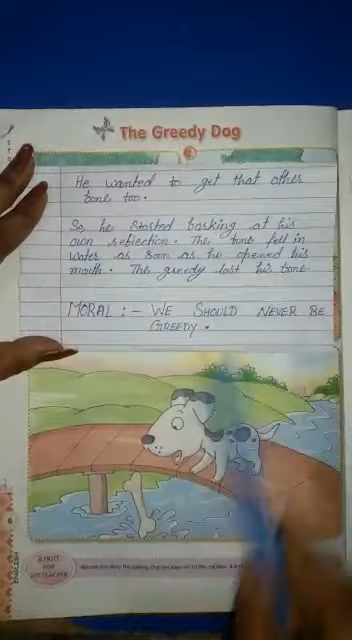 The Greedy Dog
He wanted to get that other
bone too.
So he started barking at his
own reflection. The bone fell in
water as soon as he opened his
mouth. The greedy lost his bone
MORAL :- WE SHOULD NEVER BE
GREEDY.
6
ENGLISH
A NOTE
FOR
THE TEACHER